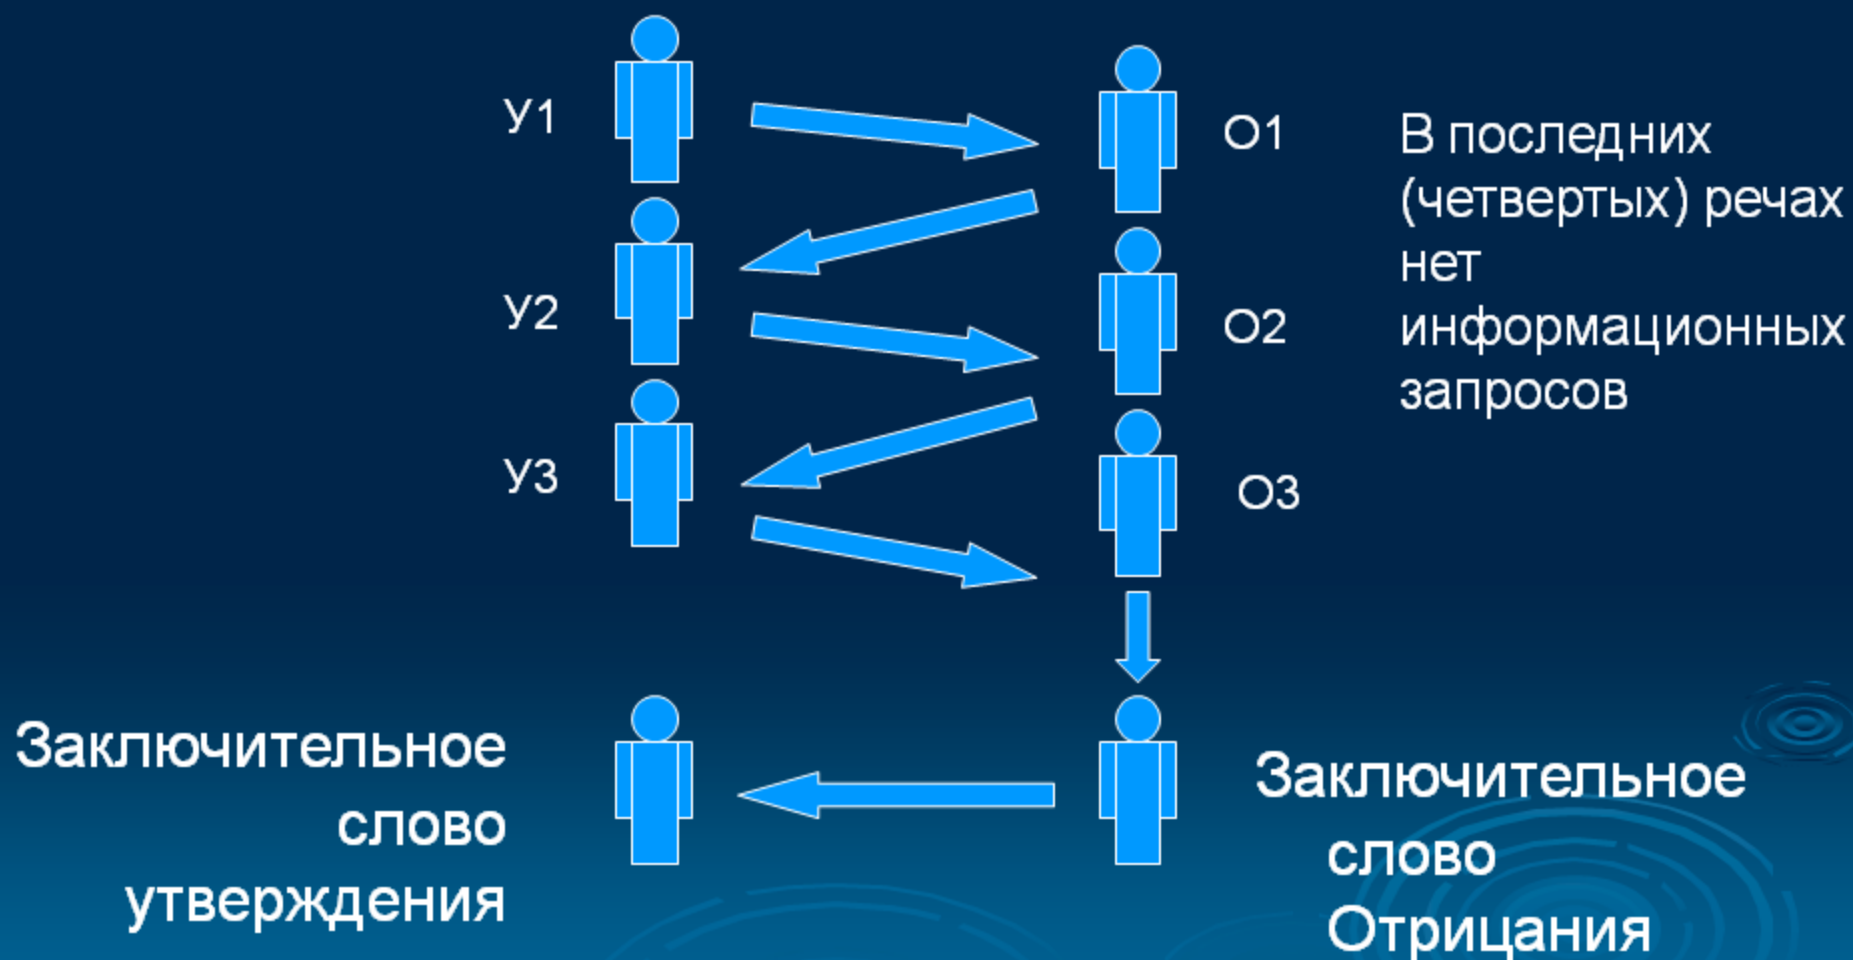 У1
О1
В последних
(четвертых) речах
нет
информационных
запросов
У2
О2
У3
О3
Заключительное
слово
утверждения
Заключительное
слово
Отрицания